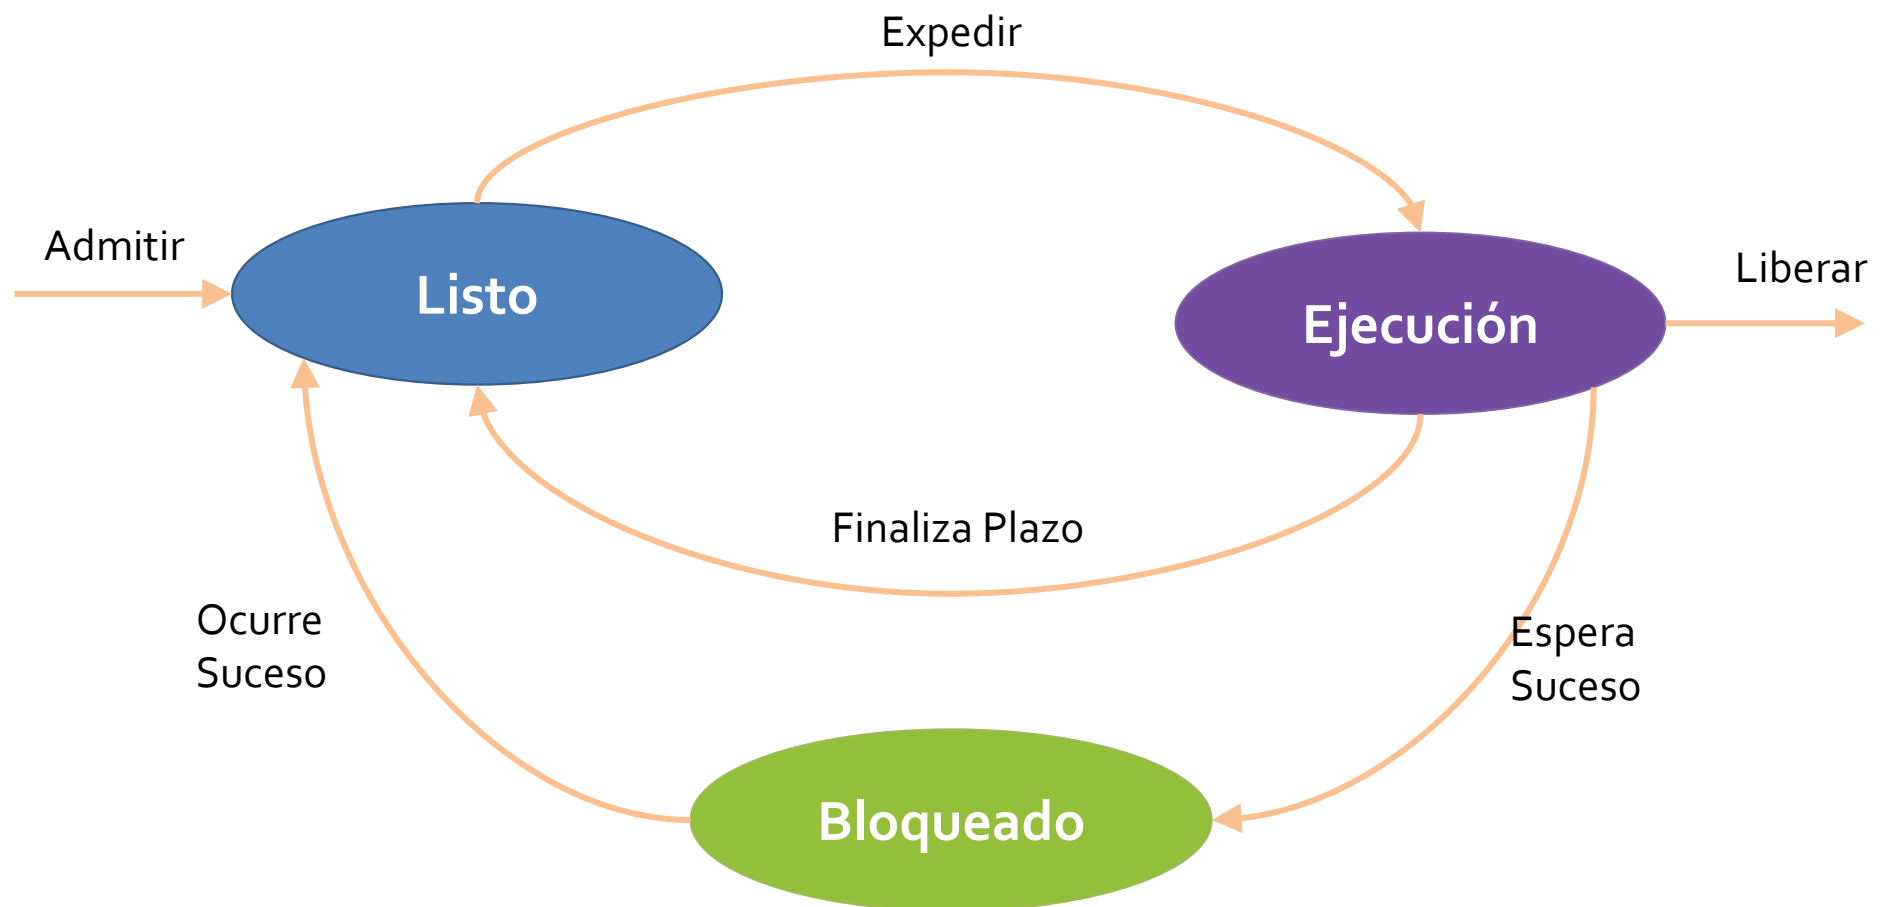 Expedir
Admitir
Listo
Liberar
Ejecución
Finaliza Plazo
Ocurre
Suceso
Espera
Suceso
Bloqueado